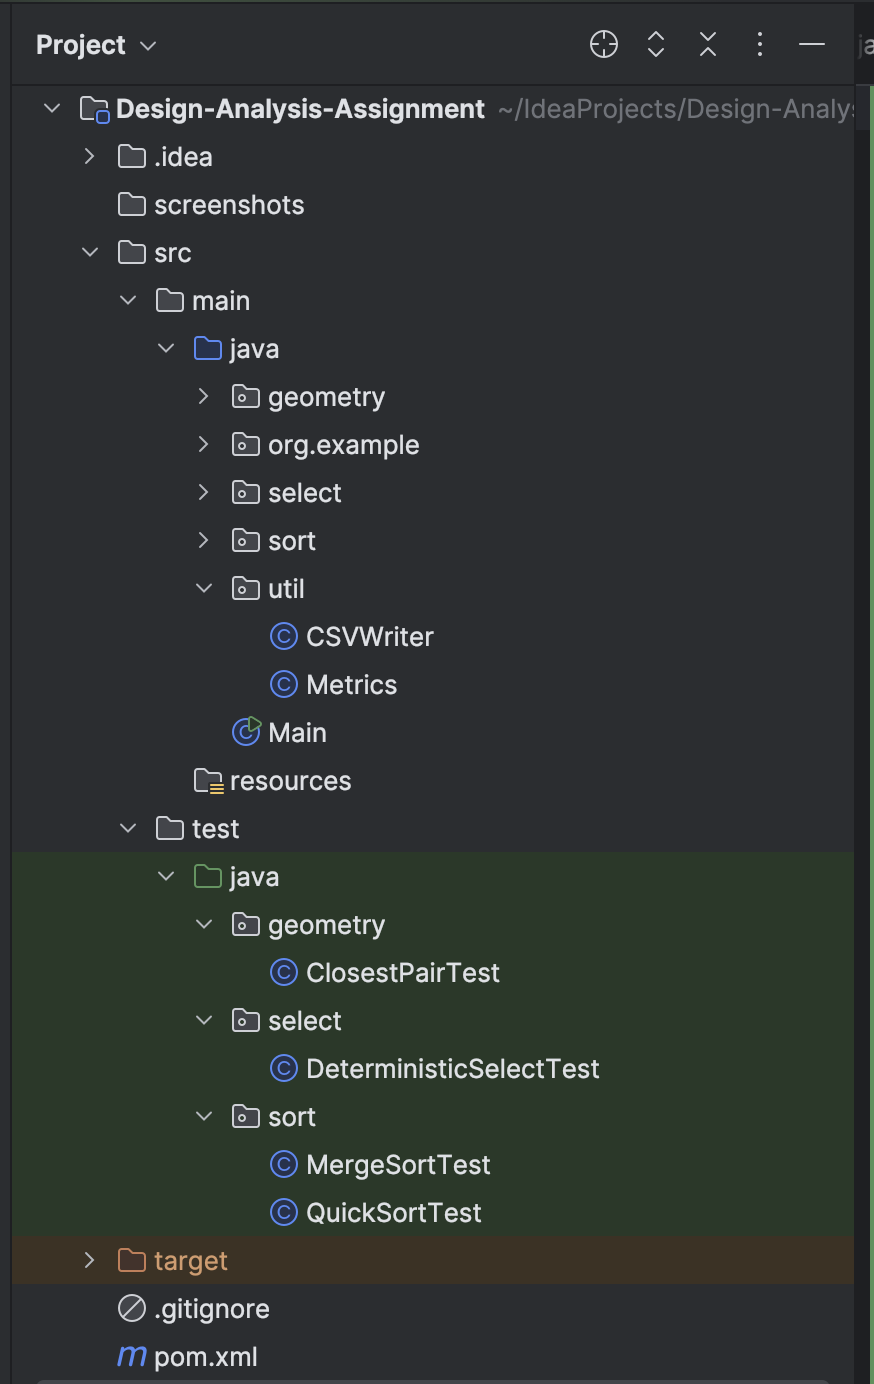 Project
Design-Analysis-Assignment ~/IdeaProjects/Design-Analys
.idea
screenshots
src
main
java
geometry
org.example
select
sort
util
CSVWriter
Metrics
Main
resources
test
java
geometry
ClosestPairTest
select
DeterministicSelectTest
sort
MergeSortTest
QuickSortTest
target
.gitignore
pom.xml